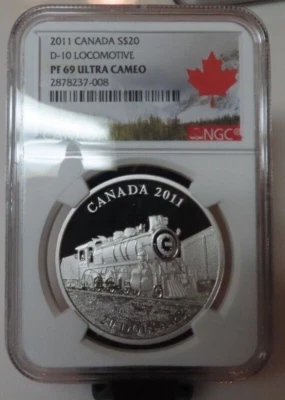 2011 CANADA S$20
D-10 LOCOMOTIVE
PF 69 ULTRA CAMEO
2878237-008
NGC
CANADA 2011